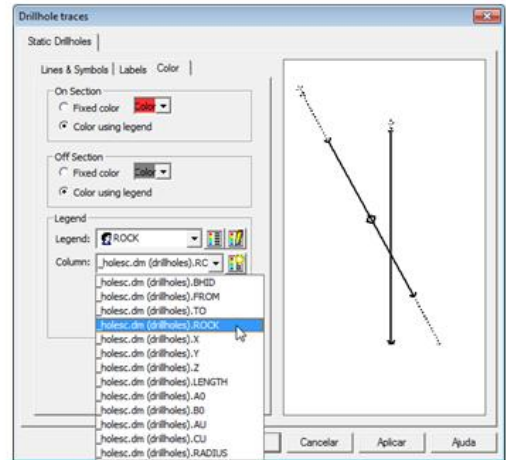 Drillhole traces
Static Drillholes
Lines & Symbols Labels Color
On Section
Fixed color Color
Color using legend
Off Section
Fixed color Color
Color using legend
Legend
Legend: ROCK
Column: _holesc.dm (drillholes).RC
_holesc.dm (drillholes).BHID
_holesc.dm (drillholes).FROM
_holesc.dm (drillholes).TO
_holesc.dm (drillholes).ROCK
_holesc.dm (drillholes).X
_holesc.dm (drillholes).Y
_holesc.dm (drillholes).Z
_holesc.dm (drillholes).LENGTH
_holesc.dm (drillholes).A0
_holesc.dm (drillholes).B0
_holesc.dm (drillholes).AU
_holesc.dm (drillholes).CU
_holesc.dm (drillholes).RADIUS
Cancelar Aplicar Ajuda